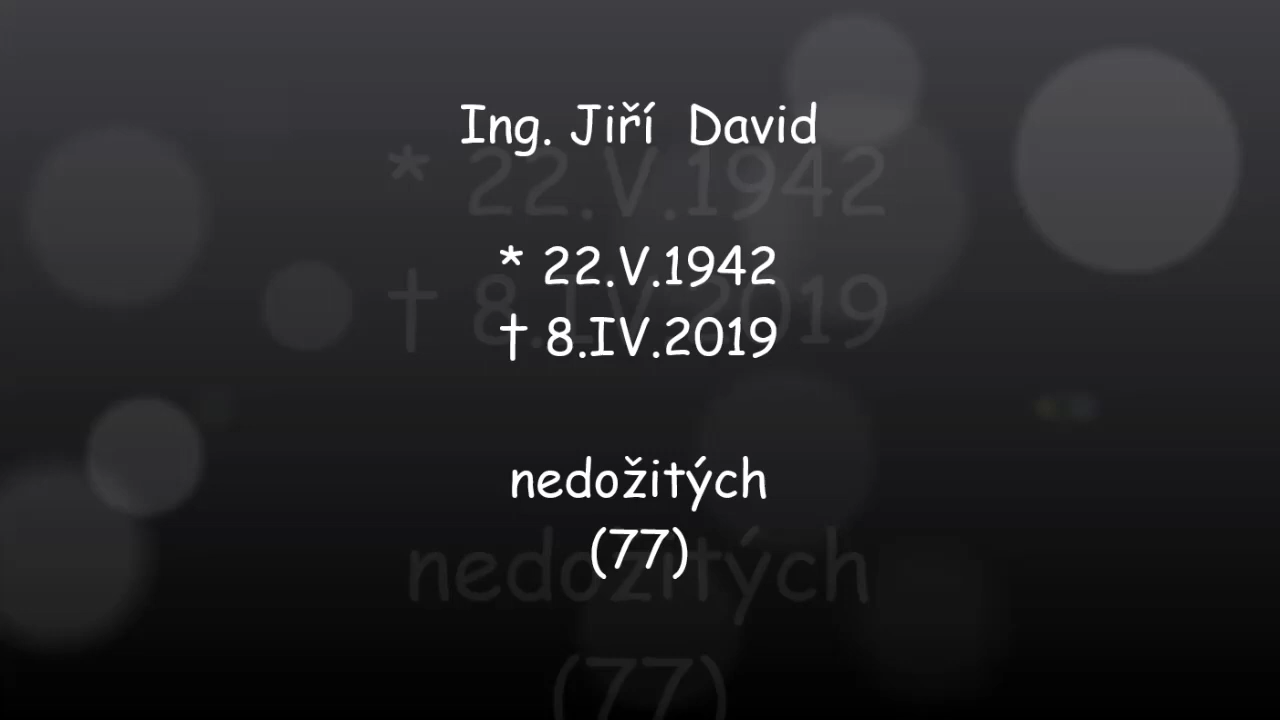 Ing. Jiří David
* 22.V.1942
† 8.IV.2019
nedožitých
(77)